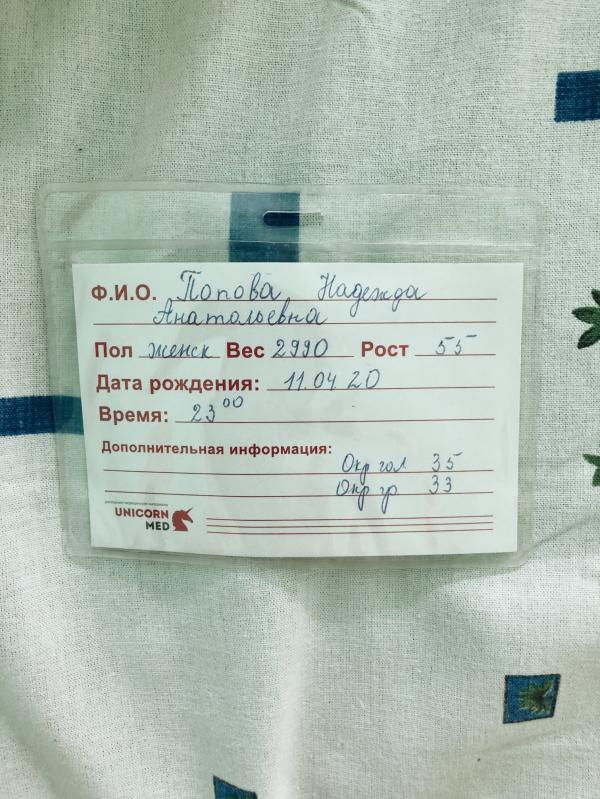 Ф.И.О. Попова Надежда
Анатольевна
Пол женск Вес 2990 Рост 55
Дата рождения: 11.04 20
Время: 23 00
Дополнительная информация:
Окр гол 35
Окр гр 33
UNICORN
MED